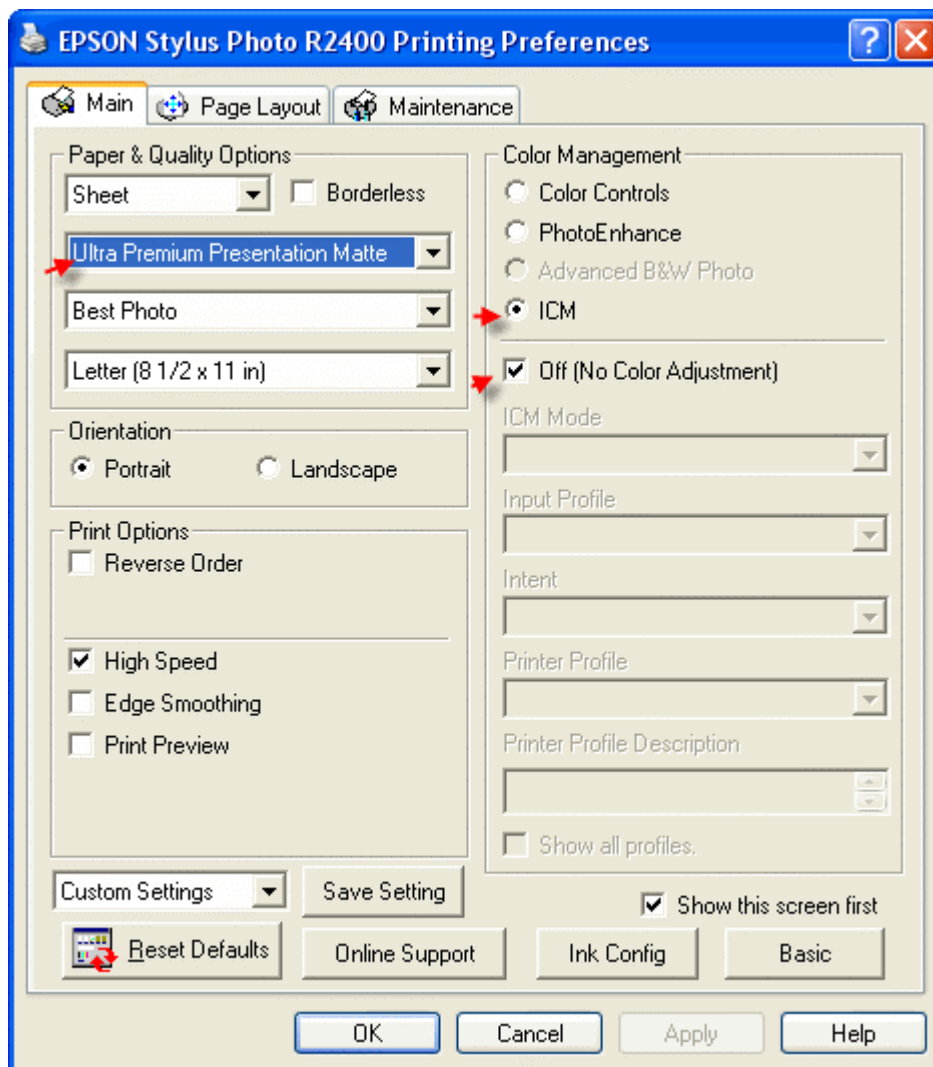 EPSON Stylus Photo R2400 Printing Preferences
Main
Page Layout
Maintenance
Paper & Quality Options
Sheet
Borderless
Ultra Premium Presentation Matte
Best Photo
Letter (8 1/2 x 11 in)
Orientation
Portrait
Landscape
Print Options
Reverse Order
High Speed
Edge Smoothing
Print Preview
Color Management
Color Controls
PhotoEnhance
Advanced B&W Photo
ICM
Off (No Color Adjustment)
ICM Mode
Input Profile
Intent
Printer Profile
Printer Profile Description
Show all profiles.
Custom Settings
Save Setting
Show this screen first
Reset Defaults
Online Support
Ink Config
Basic
OK
Cancel
Apply
Help